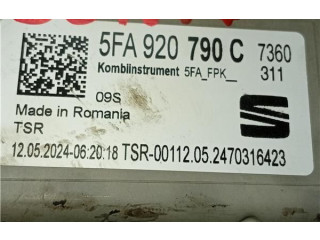 5FA 920 790 C 7360
Kombiinstrument 5FA_FPK__ 311
09S
Made in Romania
TSR
12.05.2024-06:20:18 TSR-00112.05.2470316423